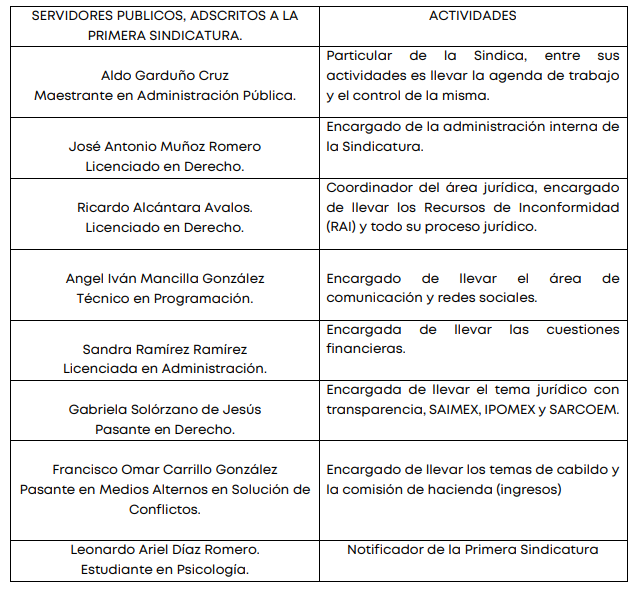 SERVIDORES PUBLICOS, ADSCRITOS A LA
PRIMERA SINDICATURA.
ACTIVIDADES
Aldo Garduño Cruz
Maestrante en Administración Pública.
Particular de la Sindica, entre sus
actividades es llevar la agenda de trabajo
y el control de la misma.
José Antonio Muñoz Romero
Licenciado en Derecho.
Encargado de la administración interna de
la Sindicatura.
Ricardo Alcántara Avalos.
Licenciado en Derecho.
Coordinador del área jurídica, encargado
de llevar los Recursos de Inconformidad
(RAI) y todo su proceso jurídico.
Angel Iván Mancilla González
Técnico en Programación.
Encargado de llevar el área de
comunicación y redes sociales.
Sandra Ramírez Ramírez
Licenciada en Administración.
Encargada de llevar las cuestiones
financieras.
Gabriela Solórzano de Jesús
Pasante en Derecho.
Encargada de llevar el tema jurídico con
transparencia, SAIMEX, IPOMEX y SARCOEM.
Francisco Omar Carrillo González
Pasante en Medios Alternos en Solución de
Conflictos.
Encargado de llevar los temas de cabildo y
la comisión de hacienda (ingresos)
Leonardo Ariel Díaz Romero.
Estudiante en Psicología.
Notificador de la Primera Sindicatura